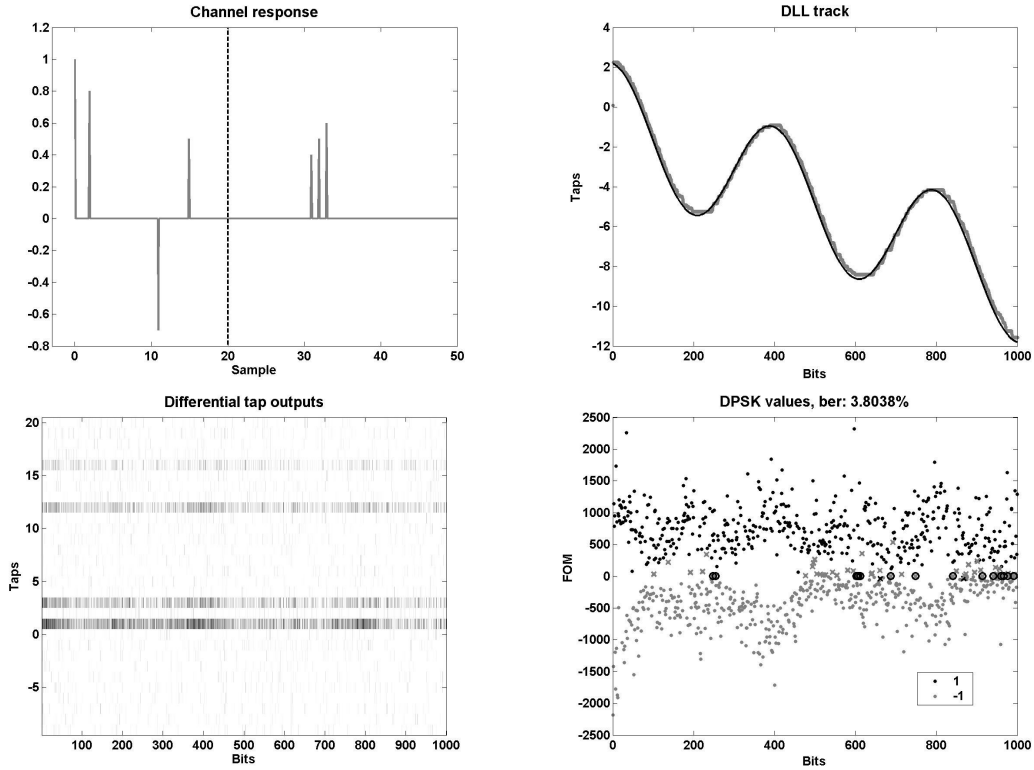 Channel response
1.2
1
0.8
0.6
0.4
0.2
0
-0.2
-0.4
-0.6
-0.8
0 10 20 30 40 50
Sample
DLL track
4
2
0
-2
-4
-6
-8
-10
-12
Taps
0 200 400 600 800 1000
Bits
Differential tap outputs
20
15
10
5
0
-5
Taps
100 200 300 400 500 600 700 800 900 1000
Bits
DPSK values, ber: 3.8038%
2500
2000
1500
1000
500
0
-500
-1000
-1500
-2000
-2500
FOM
1
-1
0 200 400 600 800 1000
Bits